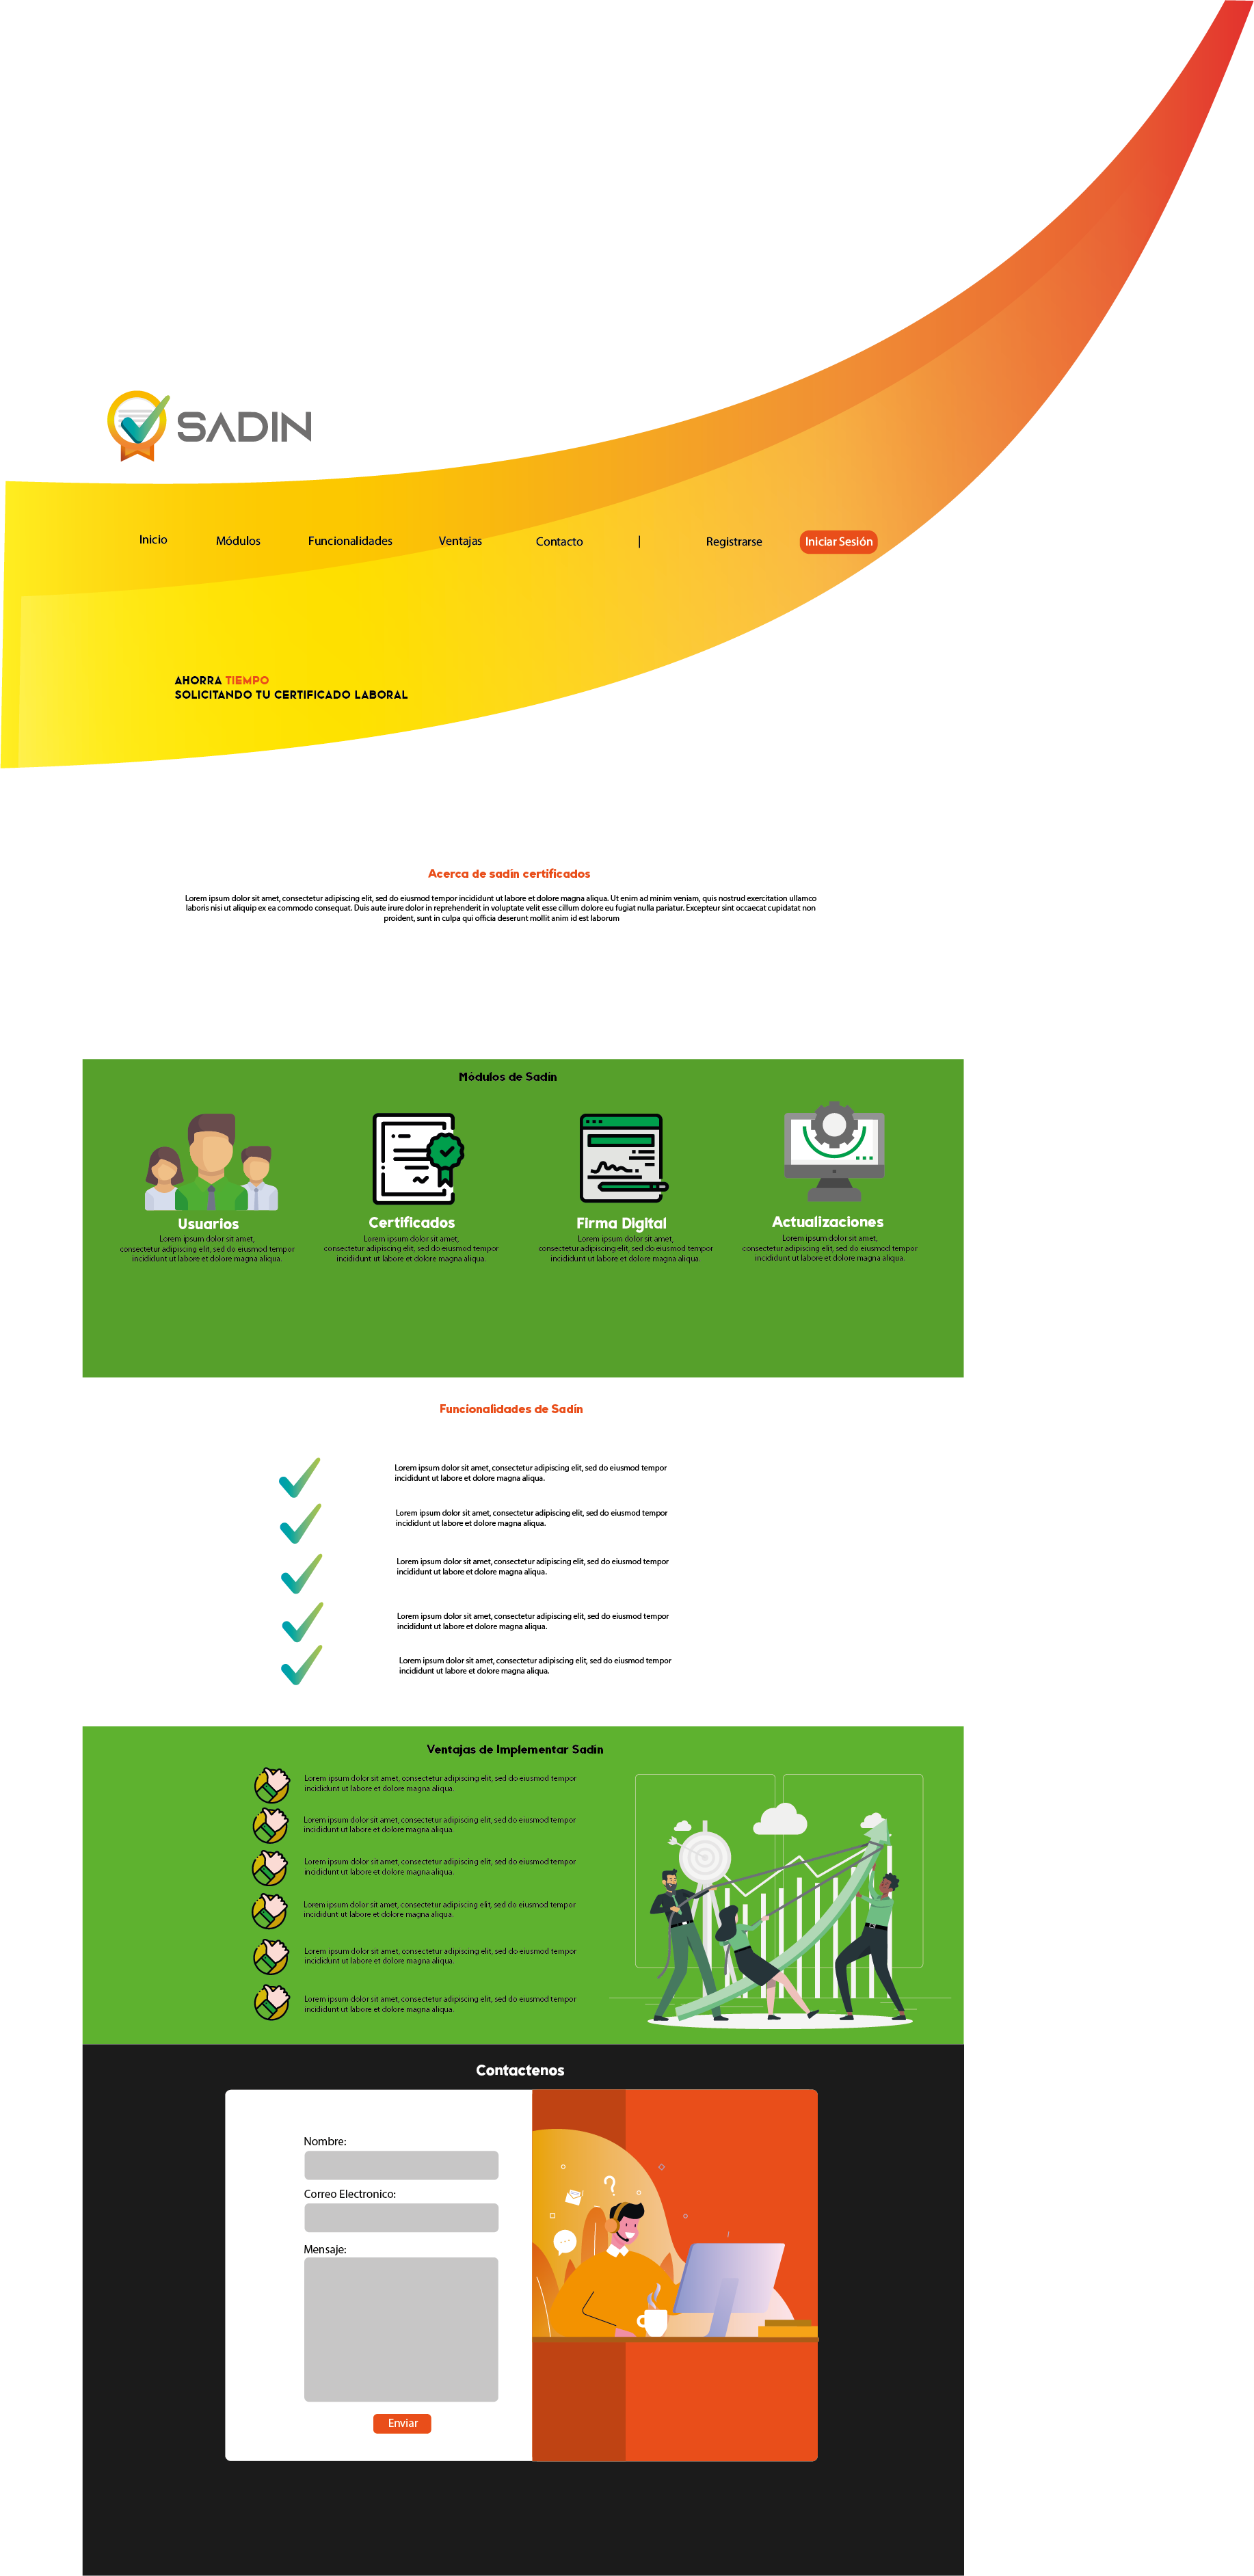 SADIN
Inicio
Módulos
Funcionalidades
Ventajas
Contacto
|
Registrarse
Iniciar Sesión
AHORRA TIEMPO
SOLICITANDO TU CERTIFICADO LABORAL
Acerca de sadín certificados
Lorem ipsum dolor sit amet, consectetur adipiscing elit, sed do eiusmod tempor incididunt ut labore et dolore magna aliqua. Ut enim ad minim veniam, quis nostrud exercitation ullamco
laboris nisi ut aliquip ex ea commodo consequat. Duis aute irure dolor in reprehenderit in voluptate velit esse cillum dolore eu fugiat nulla pariatur. Excepteur sint occaecat cupidatat non
proident, sunt in culpa qui officia deserunt mollit anim id est laborum
Módulos de Sadín
Usuarios
Lorem ipsum dolor sit amet,
consectetur adipiscing elit, sed do eiusmod tempor
incididunt ut labore et dolore magna aliqua.
Certificados
Lorem ipsum dolor sit amet,
consectetur adipiscing elit, sed do eiusmod tempor
incididunt ut labore et dolore magna aliqua.
Firma Digital
Lorem ipsum dolor sit amet,
consectetur adipiscing elit, sed do eiusmod tempor
incididunt ut labore et dolore magna aliqua.
Actualizaciones
Lorem ipsum dolor sit amet,
consectetur adipiscing elit, sed do eiusmod tempor
incididunt ut labore et dolore magna aliqua.
Funcionalidades de Sadín
Lorem ipsum dolor sit amet, consectetur adipiscing elit, sed do eiusmod tempor
incididunt ut labore et dolore magna aliqua.
Lorem ipsum dolor sit amet, consectetur adipiscing elit, sed do eiusmod tempor
incididunt ut labore et dolore magna aliqua.
Lorem ipsum dolor sit amet, consectetur adipiscing elit, sed do eiusmod tempor
incididunt ut labore et dolore magna aliqua.
Lorem ipsum dolor sit amet, consectetur adipiscing elit, sed do eiusmod tempor
incididunt ut labore et dolore magna aliqua.
Lorem ipsum dolor sit amet, consectetur adipiscing elit, sed do eiusmod tempor
incididunt ut labore et dolore magna aliqua.
Ventajas de Implementar Sadín
Lorem ipsum dolor sit amet, consectetur adipiscing elit, sed do eiusmod tempor
incididunt ut labore et dolore magna aliqua.
Lorem ipsum dolor sit amet, consectetur adipiscing elit, sed do eiusmod tempor
incididunt ut labore et dolore magna aliqua.
Lorem ipsum dolor sit amet, consectetur adipiscing elit, sed do eiusmod tempor
incididunt ut labore et dolore magna aliqua.
Lorem ipsum dolor sit amet, consectetur adipiscing elit, sed do eiusmod tempor
incididunt ut labore et dolore magna aliqua.
Lorem ipsum dolor sit amet, consectetur adipiscing elit, sed do eiusmod tempor
incididunt ut labore et dolore magna aliqua.
Lorem ipsum dolor sit amet, consectetur adipiscing elit, sed do eiusmod tempor
incididunt ut labore et dolore magna aliqua.
Contactenos
Nombre:
Correo Electronico:
Mensaje:
Enviar
?